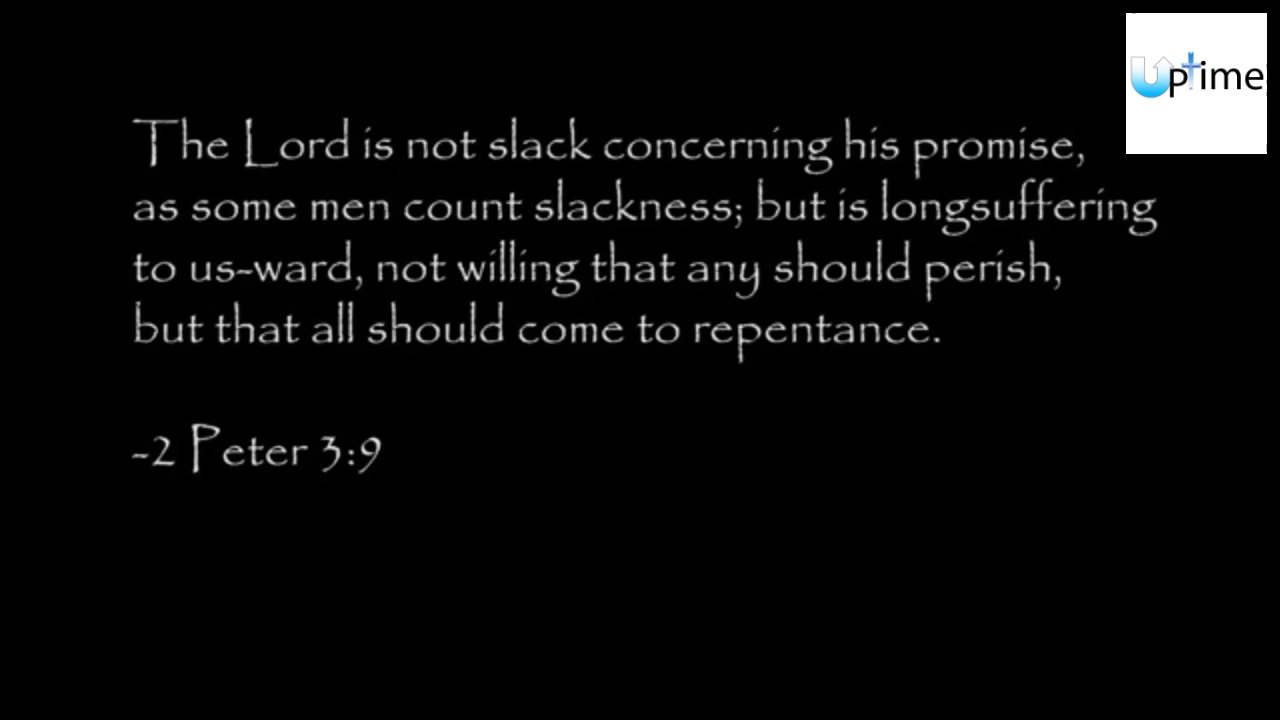 Uptime
The Lord is not slack concerning his promise,
as some men count slackness; but is longsuffering
to us-ward, not willing that any should perish,
but that all should come to repentance.
-2 Peter 3:9